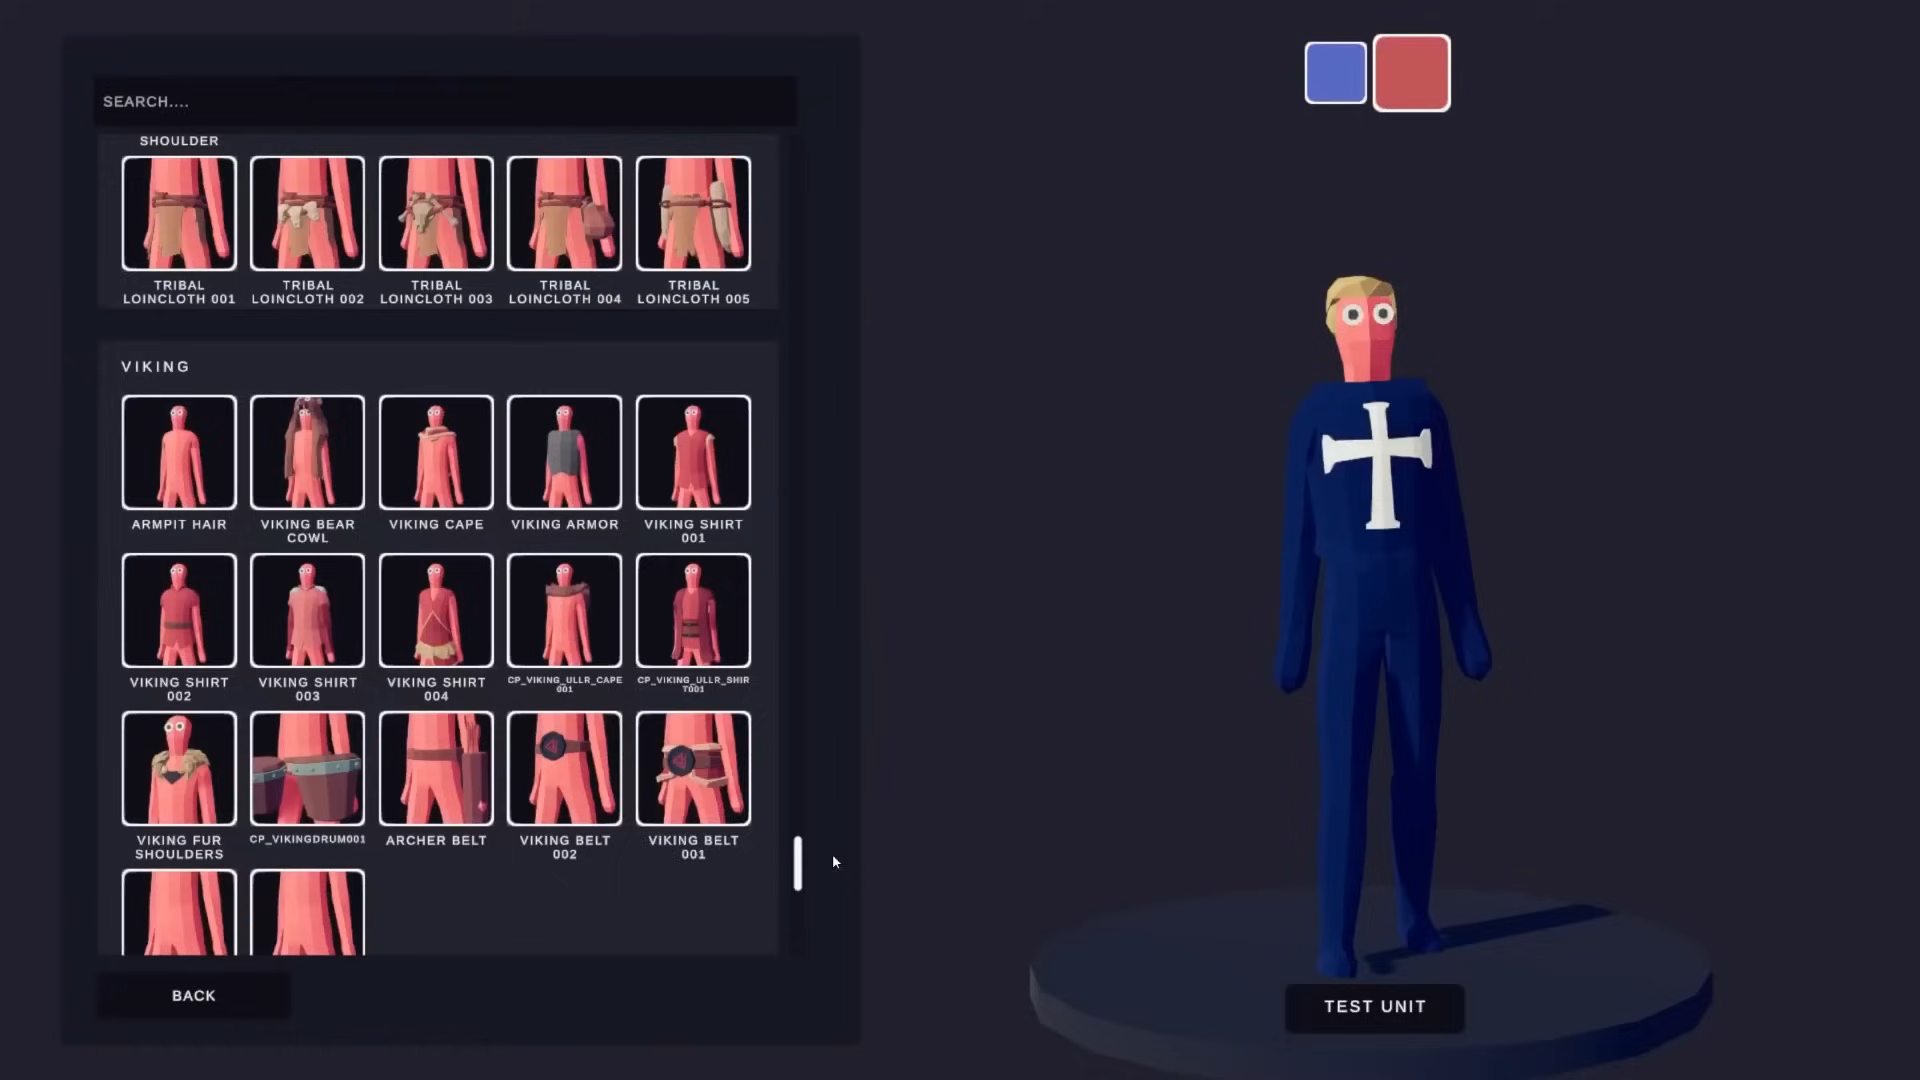 SEARCH....
SHOULDER
TRIBAL
LOINCLOTH 001
TRIBAL
LOINCLOTH 002
TRIBAL
LOINCLOTH 003
TRIBAL
LOINCLOTH 004
TRIBAL
LOINCLOTH 005
VIKING
ARMPIT HAIR
VIKING BEAR
COWL
VIKING CAPE
VIKING ARMOR
VIKING SHIRT
001
VIKING SHIRT
002
VIKING SHIRT
003
VIKING SHIRT
004
CP_VIKING_ULLR_CAPE
001
CP_VIKING_ULLR_SHIR
T001
VIKING FUR
SHOULDERS
CP_VIKINGDRUM001
ARCHER BELT
VIKING BELT
002
VIKING BELT
001
BACK
TEST UNIT